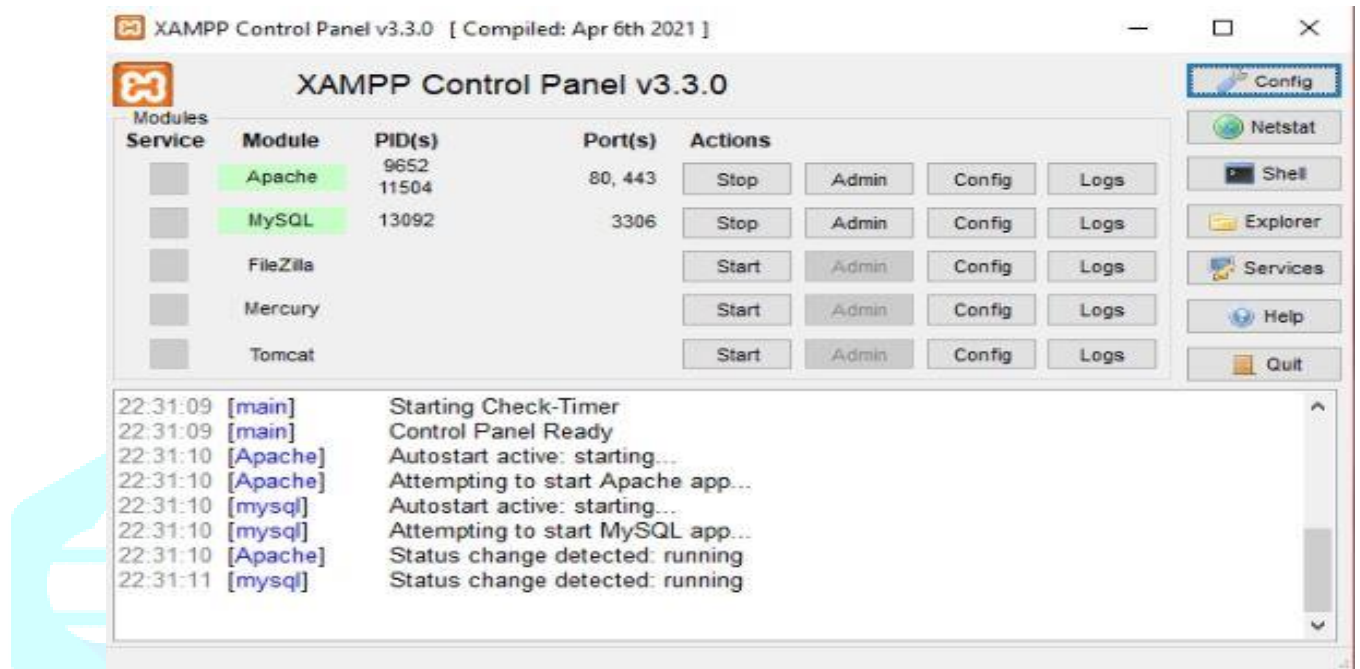 XAMPP Control Panel v3.3.0 [ Compiled: Apr 6th 2021 ]
XAMPP Control Panel v3.3.0
Config
Modules
Service Module PID(s) Port(s) Actions
Netstat
Apache 9652 11504 80, 443 Stop Admin Config Logs
Shell
MySQL 13092 3306 Stop Admin Config Logs
Explorer
FileZilla Start Admin Config Logs
Services
Mercury Start Admin Config Logs
Help
Tomcat Start Admin Config Logs
Quit
22:31:09 [main] Starting Check-Timer
22:31:09 [main] Control Panel Ready
22:31:10 [Apache] Autostart active: starting...
22:31:10 [Apache] Attempting to start Apache app...
22:31:10 [mysql] Autostart active: starting...
22:31:10 [mysql] Attempting to start MySQL app...
22:31:10 [Apache] Status change detected: running
22:31:11 [mysql] Status change detected: running